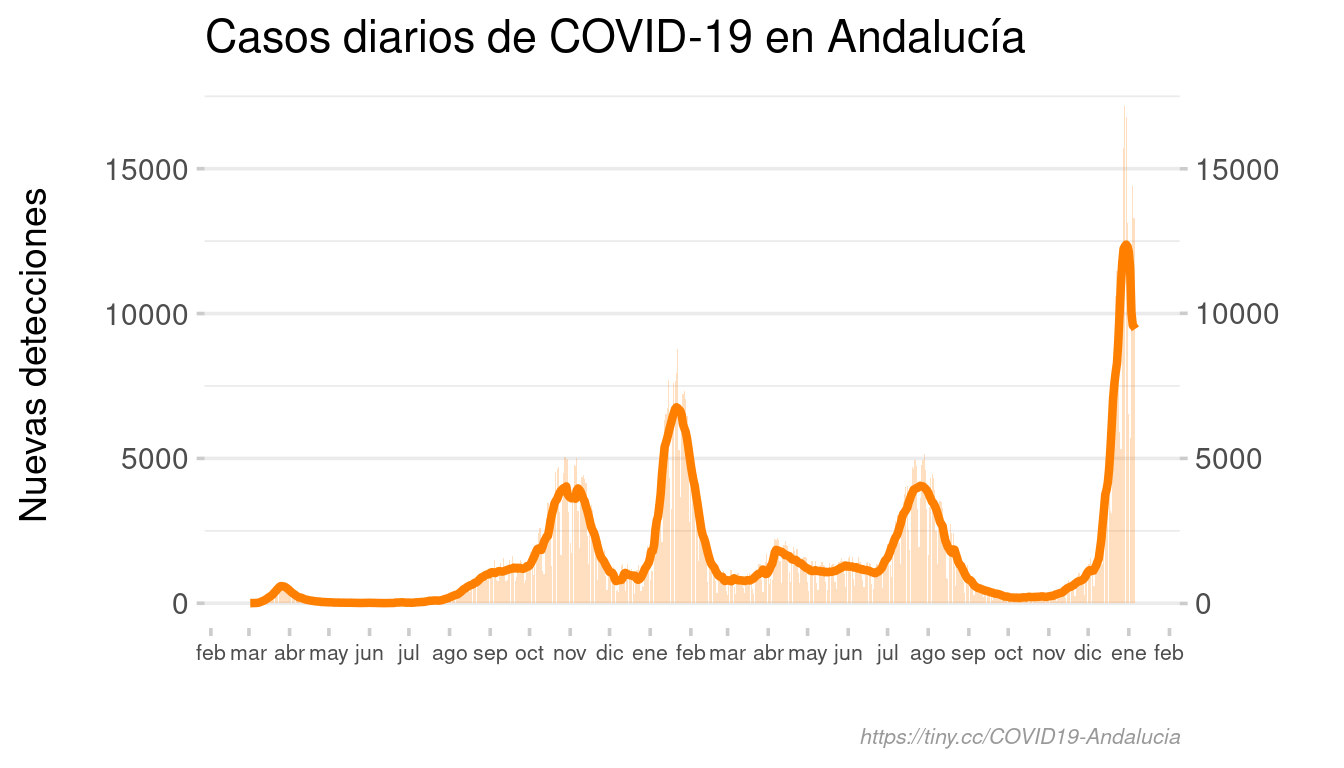 Casos diarios de COVID-19 en Andalucía
Nuevas detecciones
15000 15000
10000 10000
5000 5000
0 0
feb mar abr may jun jul ago sep oct nov dic ene feb mar abr may jun jul ago sep oct nov dic ene feb
https://tiny.cc/COVID19-Andalucia